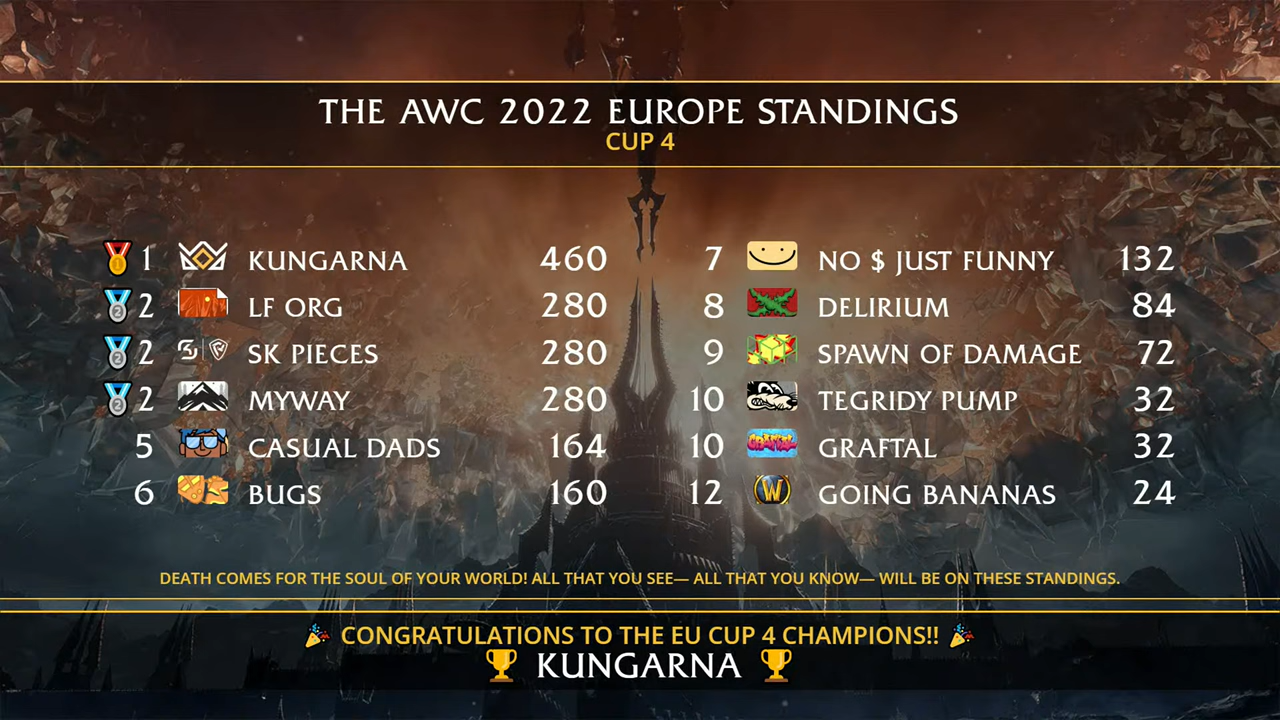 THE AWC 2022 EUROPE STANDINGS
CUP 4
1 KUNGARNA 460
2 LF ORG 280
2 SK PIECES 280
2 MYWAY 280
5 CASUAL DADS 164
6 BUGS 160
7 NO $ JUST FUNNY 132
8 DELIRIUM 84
9 SPAWN OF DAMAGE 72
10 TEGRIDY PUMP 32
10 GRAFTAL 32
12 GOING BANANAS 24
DEATH COMES FOR THE SOUL OF YOUR WORLD! ALL THAT YOU SEE— ALL THAT YOU KNOW— WILL BE ON THESE STANDINGS.
🎉 CONGRATULATIONS TO THE EU CUP 4 CHAMPIONS!! 🎉
🏆 KUNGARNA 🏆